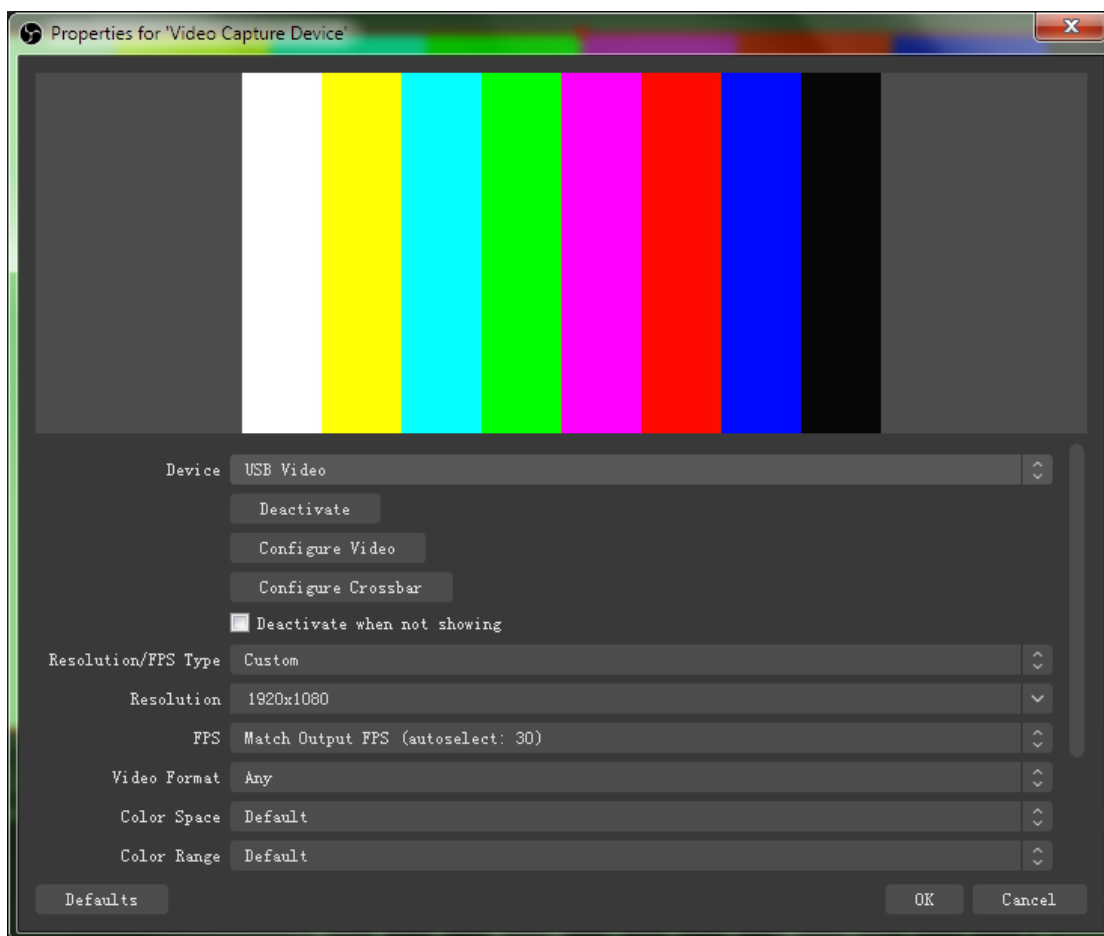 Properties for 'Video Capture Device'
Device USB Video
Deactivate
Configure Video
Configure Crossbar
Deactivate when not showing
Resolution/FPS Type Custom
Resolution 1920x1080
FPS Match Output FPS (autoselect: 30)
Video Format Any
Color Space Default
Color Range Default
Defaults OK Cancel